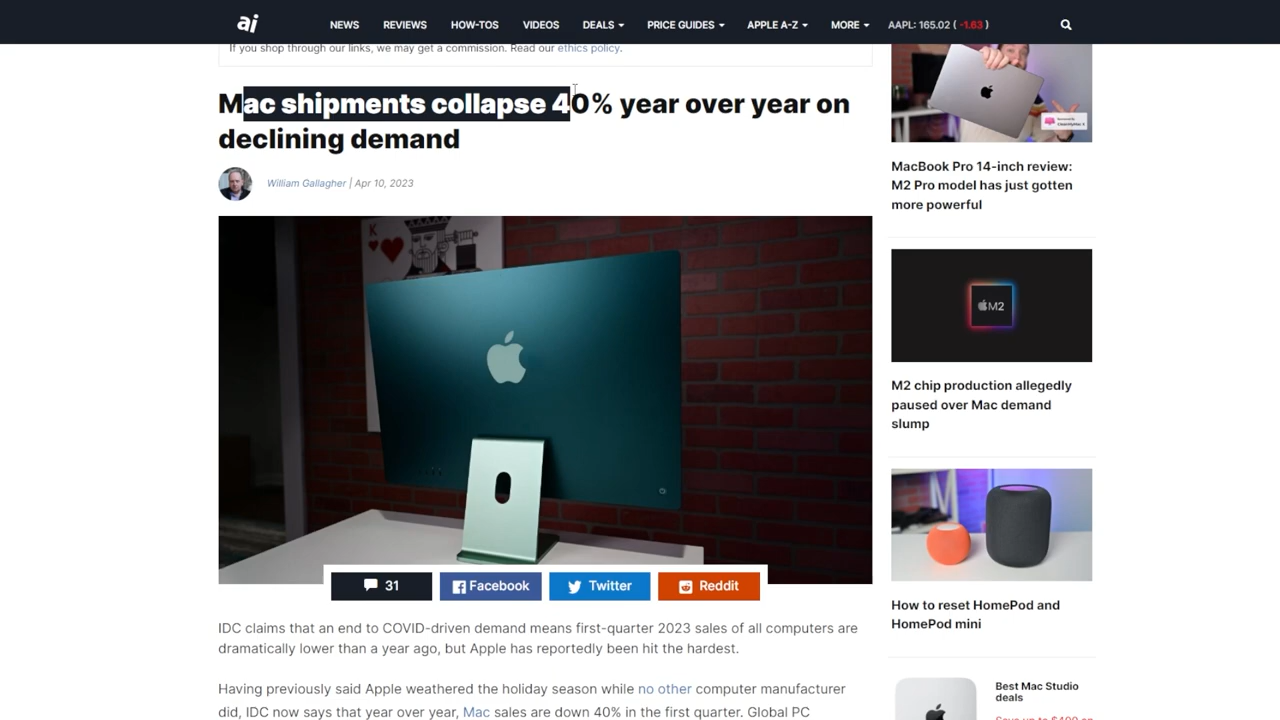 ai
NEWS
REVIEWS
HOW-TOS
VIDEOS
DEALS
PRICE GUIDES
APPLE A-Z
MORE
AAPL: 165.02 ( -1.63 )
If you shop through our links, we may get a commission. Read our ethics policy.
Mac shipments collapse 40% year over year on
declining demand
William Gallagher | Apr 10, 2023
K
31
Facebook
Twitter
Reddit
IDC claims that an end to COVID-driven demand means first-quarter 2023 sales of all computers are
dramatically lower than a year ago, but Apple has reportedly been hit the hardest.
Having previously said Apple weathered the holiday season while no other computer manufacturer
did, IDC now says that year over year, Mac sales are down 40% in the first quarter. Global PC
MacBook Pro 14-inch review:
M2 Pro model has just gotten
more powerful
M2
M2 chip production allegedly
paused over Mac demand
slump
How to reset HomePod and
HomePod mini
Best Mac Studio
deals